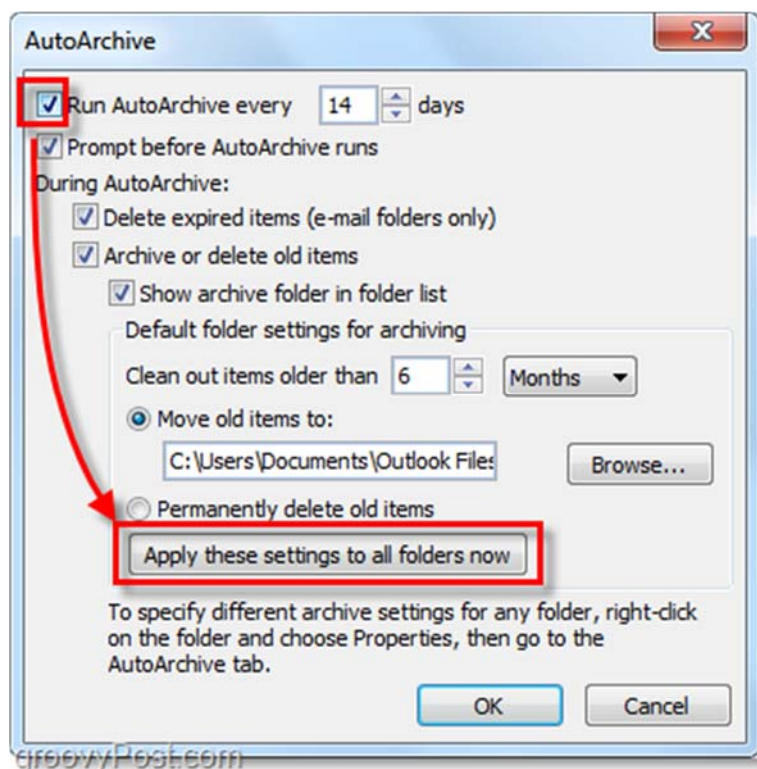 AutoArchive
Run AutoArchive every 14 days
Prompt before AutoArchive runs
During AutoArchive:
Delete expired items (e-mail folders only)
Archive or delete old items
Show archive folder in folder list
Default folder settings for archiving
Clean out items older than 6 Months
Move old items to:
C:\Users\Documents\Outlook Files Browse...
Permanently delete old items
Apply these settings to all folders now
To specify different archive settings for any folder, right-click
on the folder and choose Properties, then go to the
AutoArchive tab.
OK Cancel
groovyPost.com